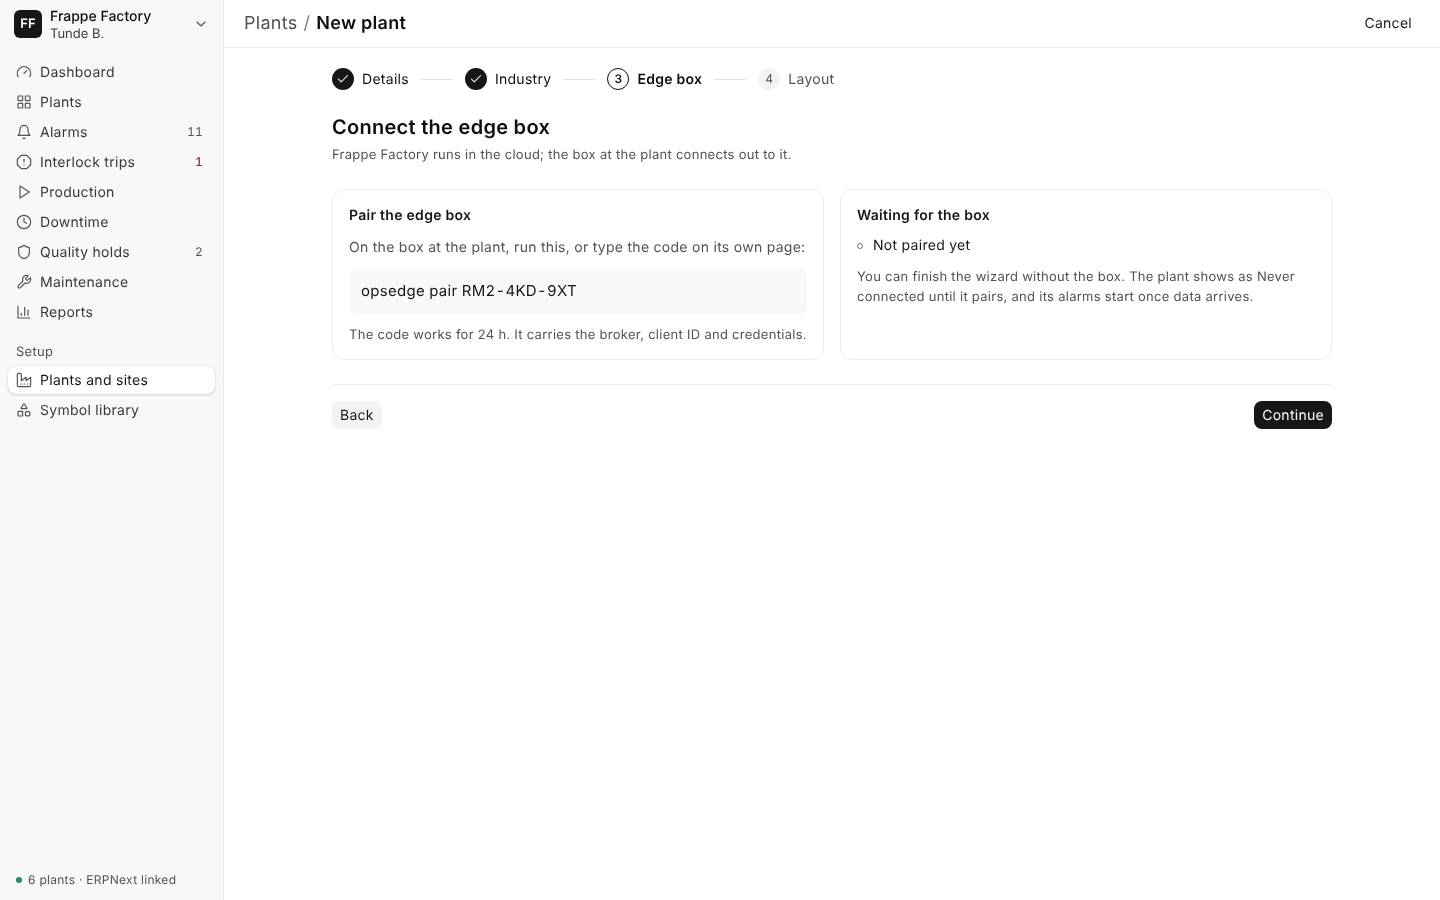 FF
Frappe Factory
Tunde B.
Dashboard
Plants
Alarms 11
Interlock trips 1
Production
Downtime
Quality holds 2
Maintenance
Reports
Setup
Plants and sites
Symbol library
6 plants · ERPNext linked
Plants / New plant
Cancel
Details
Industry
3 Edge box
4 Layout
Connect the edge box
Frappe Factory runs in the cloud; the box at the plant connects out to it.
Pair the edge box
On the box at the plant, run this, or type the code on its own page:
opsedge pair RM2-4KD-9XT
The code works for 24 h. It carries the broker, client ID and credentials.
Waiting for the box
Not paired yet
You can finish the wizard without the box. The plant shows as Never
connected until it pairs, and its alarms start once data arrives.
Back
Continue